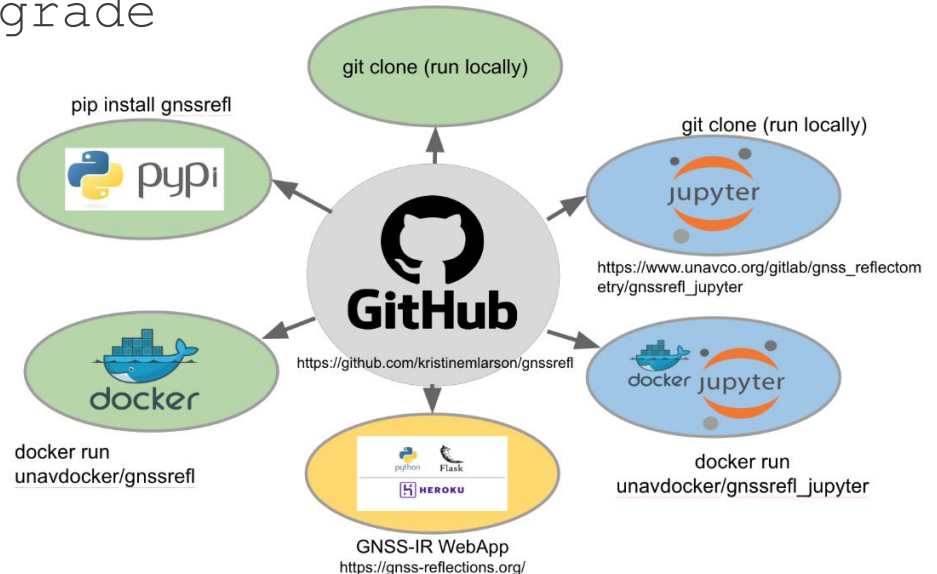 grade
git clone (run locally)
pip install gnssrefl
pypi
git clone (run locally)
jupyter
https://www.unavco.org/gitlab/gnss_reflectom
etry/gnssrefl_jupyter
GitHub
https://github.com/kristinemlarson/gnssrefl
docker
docker run
unavdocker/gnssrefl
docker
jupyter
docker run
unavdocker/gnssrefl_jupyter
python
Flask
H HEROKU
GNSS-IR WebApp
https://gnss-reflections.org/